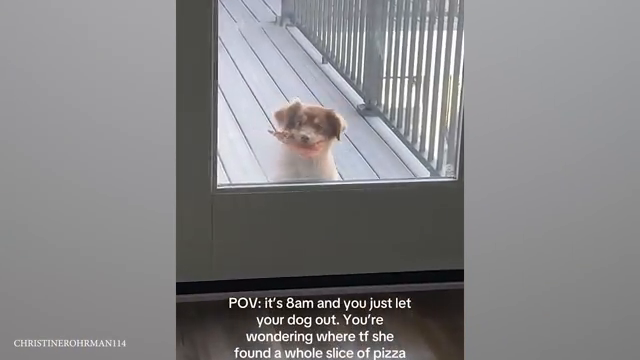 POV: it's 8am and you just let
your dog out. You're
wondering where tf she
found a whole slice of pizza
CHRISTINEROHRMAN114